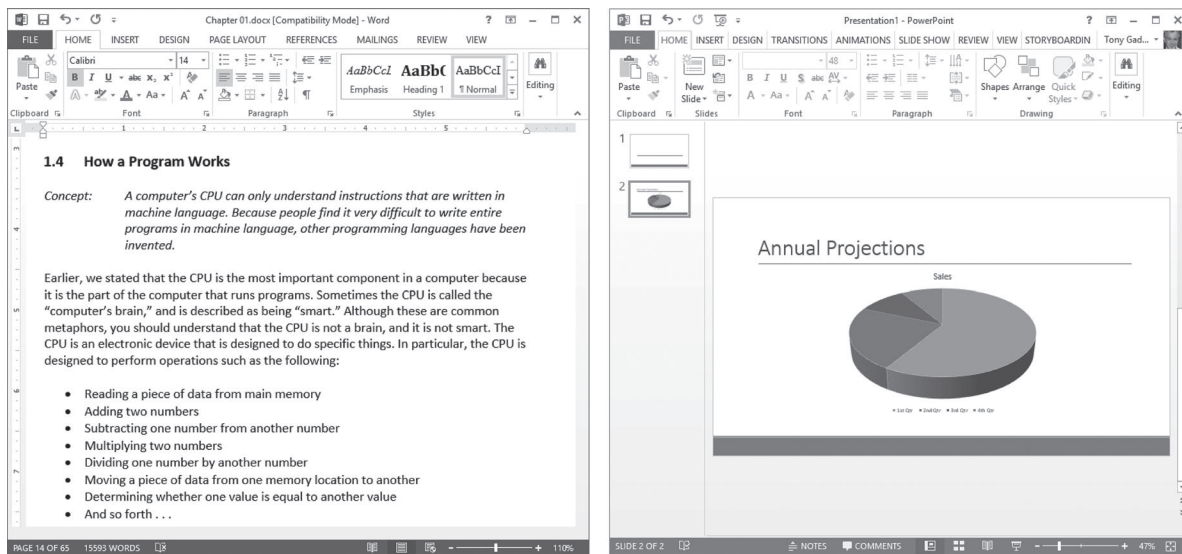 Chapter 01.docx [Compatibility Mode] - Word
FILE HOME INSERT DESIGN PAGE LAYOUT REFERENCES MAILINGS REVIEW VIEW
Calibri 14
Paste
B I U abc X₂ X²
A Aa A A
AaBbCcI AaBb( AaBbCcI
Emphasis Heading 1 ¶ Normal
Editing
Clipboard Font Paragraph Styles
1 2 3 4 5
1.4 How a Program Works
Concept: A computer’s CPU can only understand instructions that are written in
machine language. Because people find it very difficult to write entire
programs in machine language, other programming languages have been
invented.
Earlier, we stated that the CPU is the most important component in a computer because
it is the part of the computer that runs programs. Sometimes the CPU is called the
“computer’s brain,” and is described as being “smart.” Although these are common
metaphors, you should understand that the CPU is not a brain, and it is not smart. The
CPU is an electronic device that is designed to do specific things. In particular, the CPU is
designed to perform operations such as the following:
• Reading a piece of data from main memory
• Adding two numbers
• Subtracting one number from another number
• Multiplying two numbers
• Dividing one number by another number
• Moving a piece of data from one memory location to another
• Determining whether one value is equal to another value
• And so forth . . .
PAGE 14 OF 65 15593 WORDS 110%
Presentation1 - PowerPoint
FILE HOME INSERT DESIGN TRANSITIONS ANIMATIONS SLIDE SHOW REVIEW VIEW STORYBOARDIN Tony Gad...
48
Paste New Slide
B I U S abc AV
A Aa A A
Shapes Arrange Quick Styles
Editing
Clipboard Slides Font Paragraph Drawing
1
2
Annual Projections
Sales
1st Qtr 2nd Qtr 3rd Qtr 4th Qtr
SLIDE 2 OF 2 NOTES COMMENTS 47%